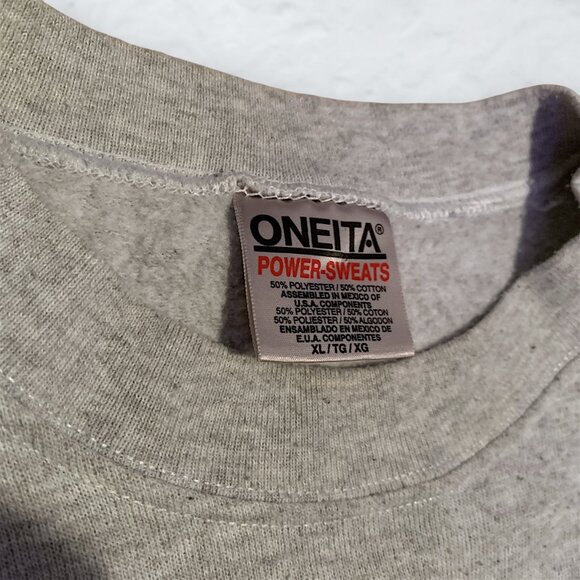 ONEITA®
POWER-SWEATS
50% POLYESTER / 50% COTTON
ASSEMBLED IN MEXICO OF
U.S.A. COMPONENTS
50% POLYESTER / 50% COTON
50% POLIESTER / 50% ALGODON
ENSAMBLADO EN MEXICO DE
E.U.A. COMPONENTES
XL / TG / XG